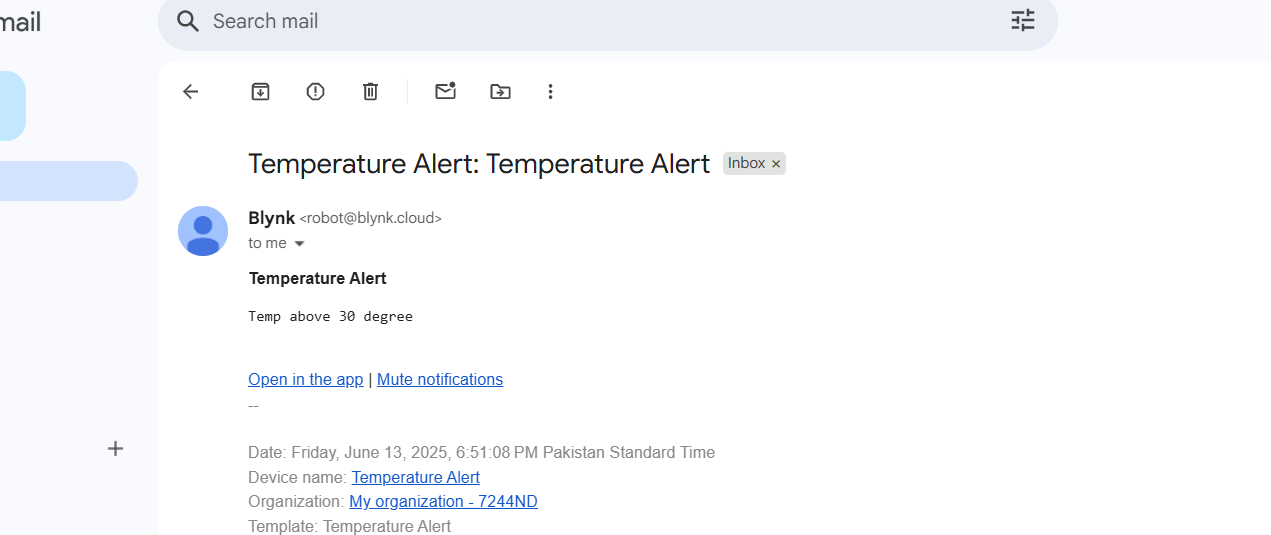 mail
Search mail
Temperature Alert: Temperature Alert Inbox ×
Blynk <robot@blynk.cloud>
to me
Temperature Alert
Temp above 30 degree
Open in the app | Mute notifications
--
Date: Friday, June 13, 2025, 6:51:08 PM Pakistan Standard Time
Device name: Temperature Alert
Organization: My organization - 7244ND
Template: Temperature Alert